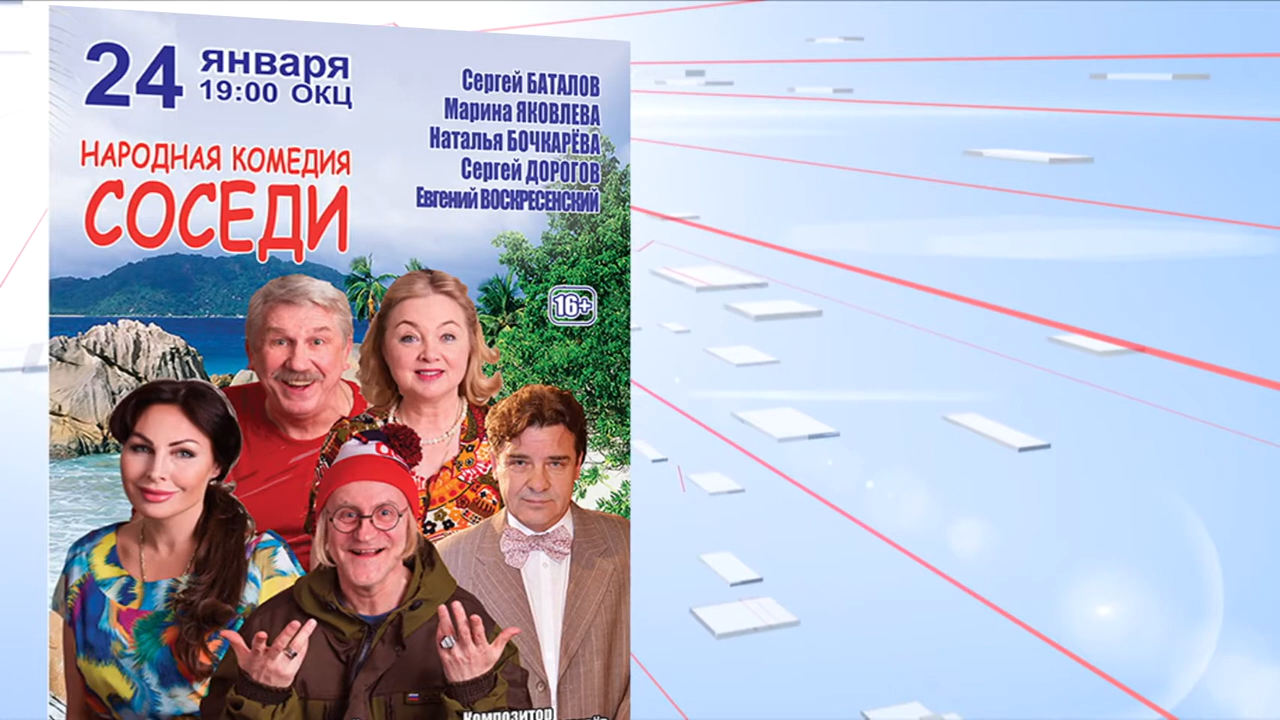 24 января
19:00 ОКЦ
НАРОДНАЯ КОМЕДИЯ
СОСЕДИ
Сергей БАТАЛОВ
Марина ЯКОВЛЕВА
Наталья БОЧКАРЁВА
Сергей ДОРОГОВ
Евгений ВОСКРЕСЕНСКИЙ
16+
Композитор